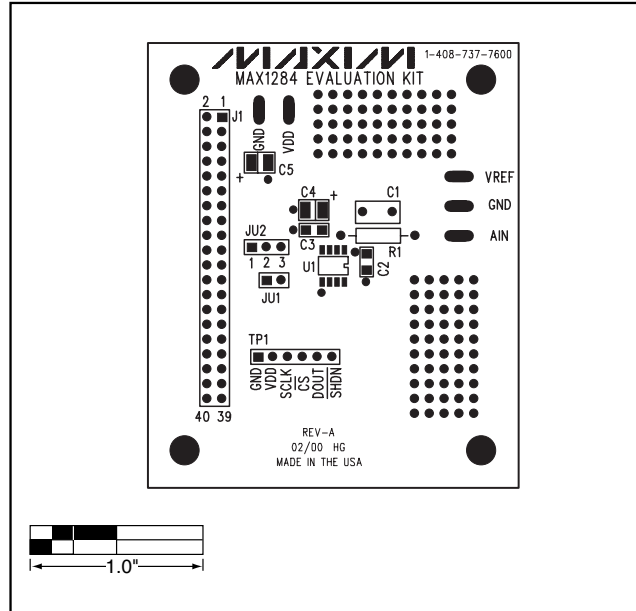 MAXIM 1-408-737-7600
MAX1284 EVALUATION KIT
2 1 J1
GND
VDD
C5
+
VREF
GND
AIN
C4 +
C1
C3
R1
JU2
1 2 3
U1
C2
JU1
TP1
GND
VDD
SCLK
CS
DOUT
SHDN
40 39
REV-A
02/00 HG
MADE IN THE USA
1.0"